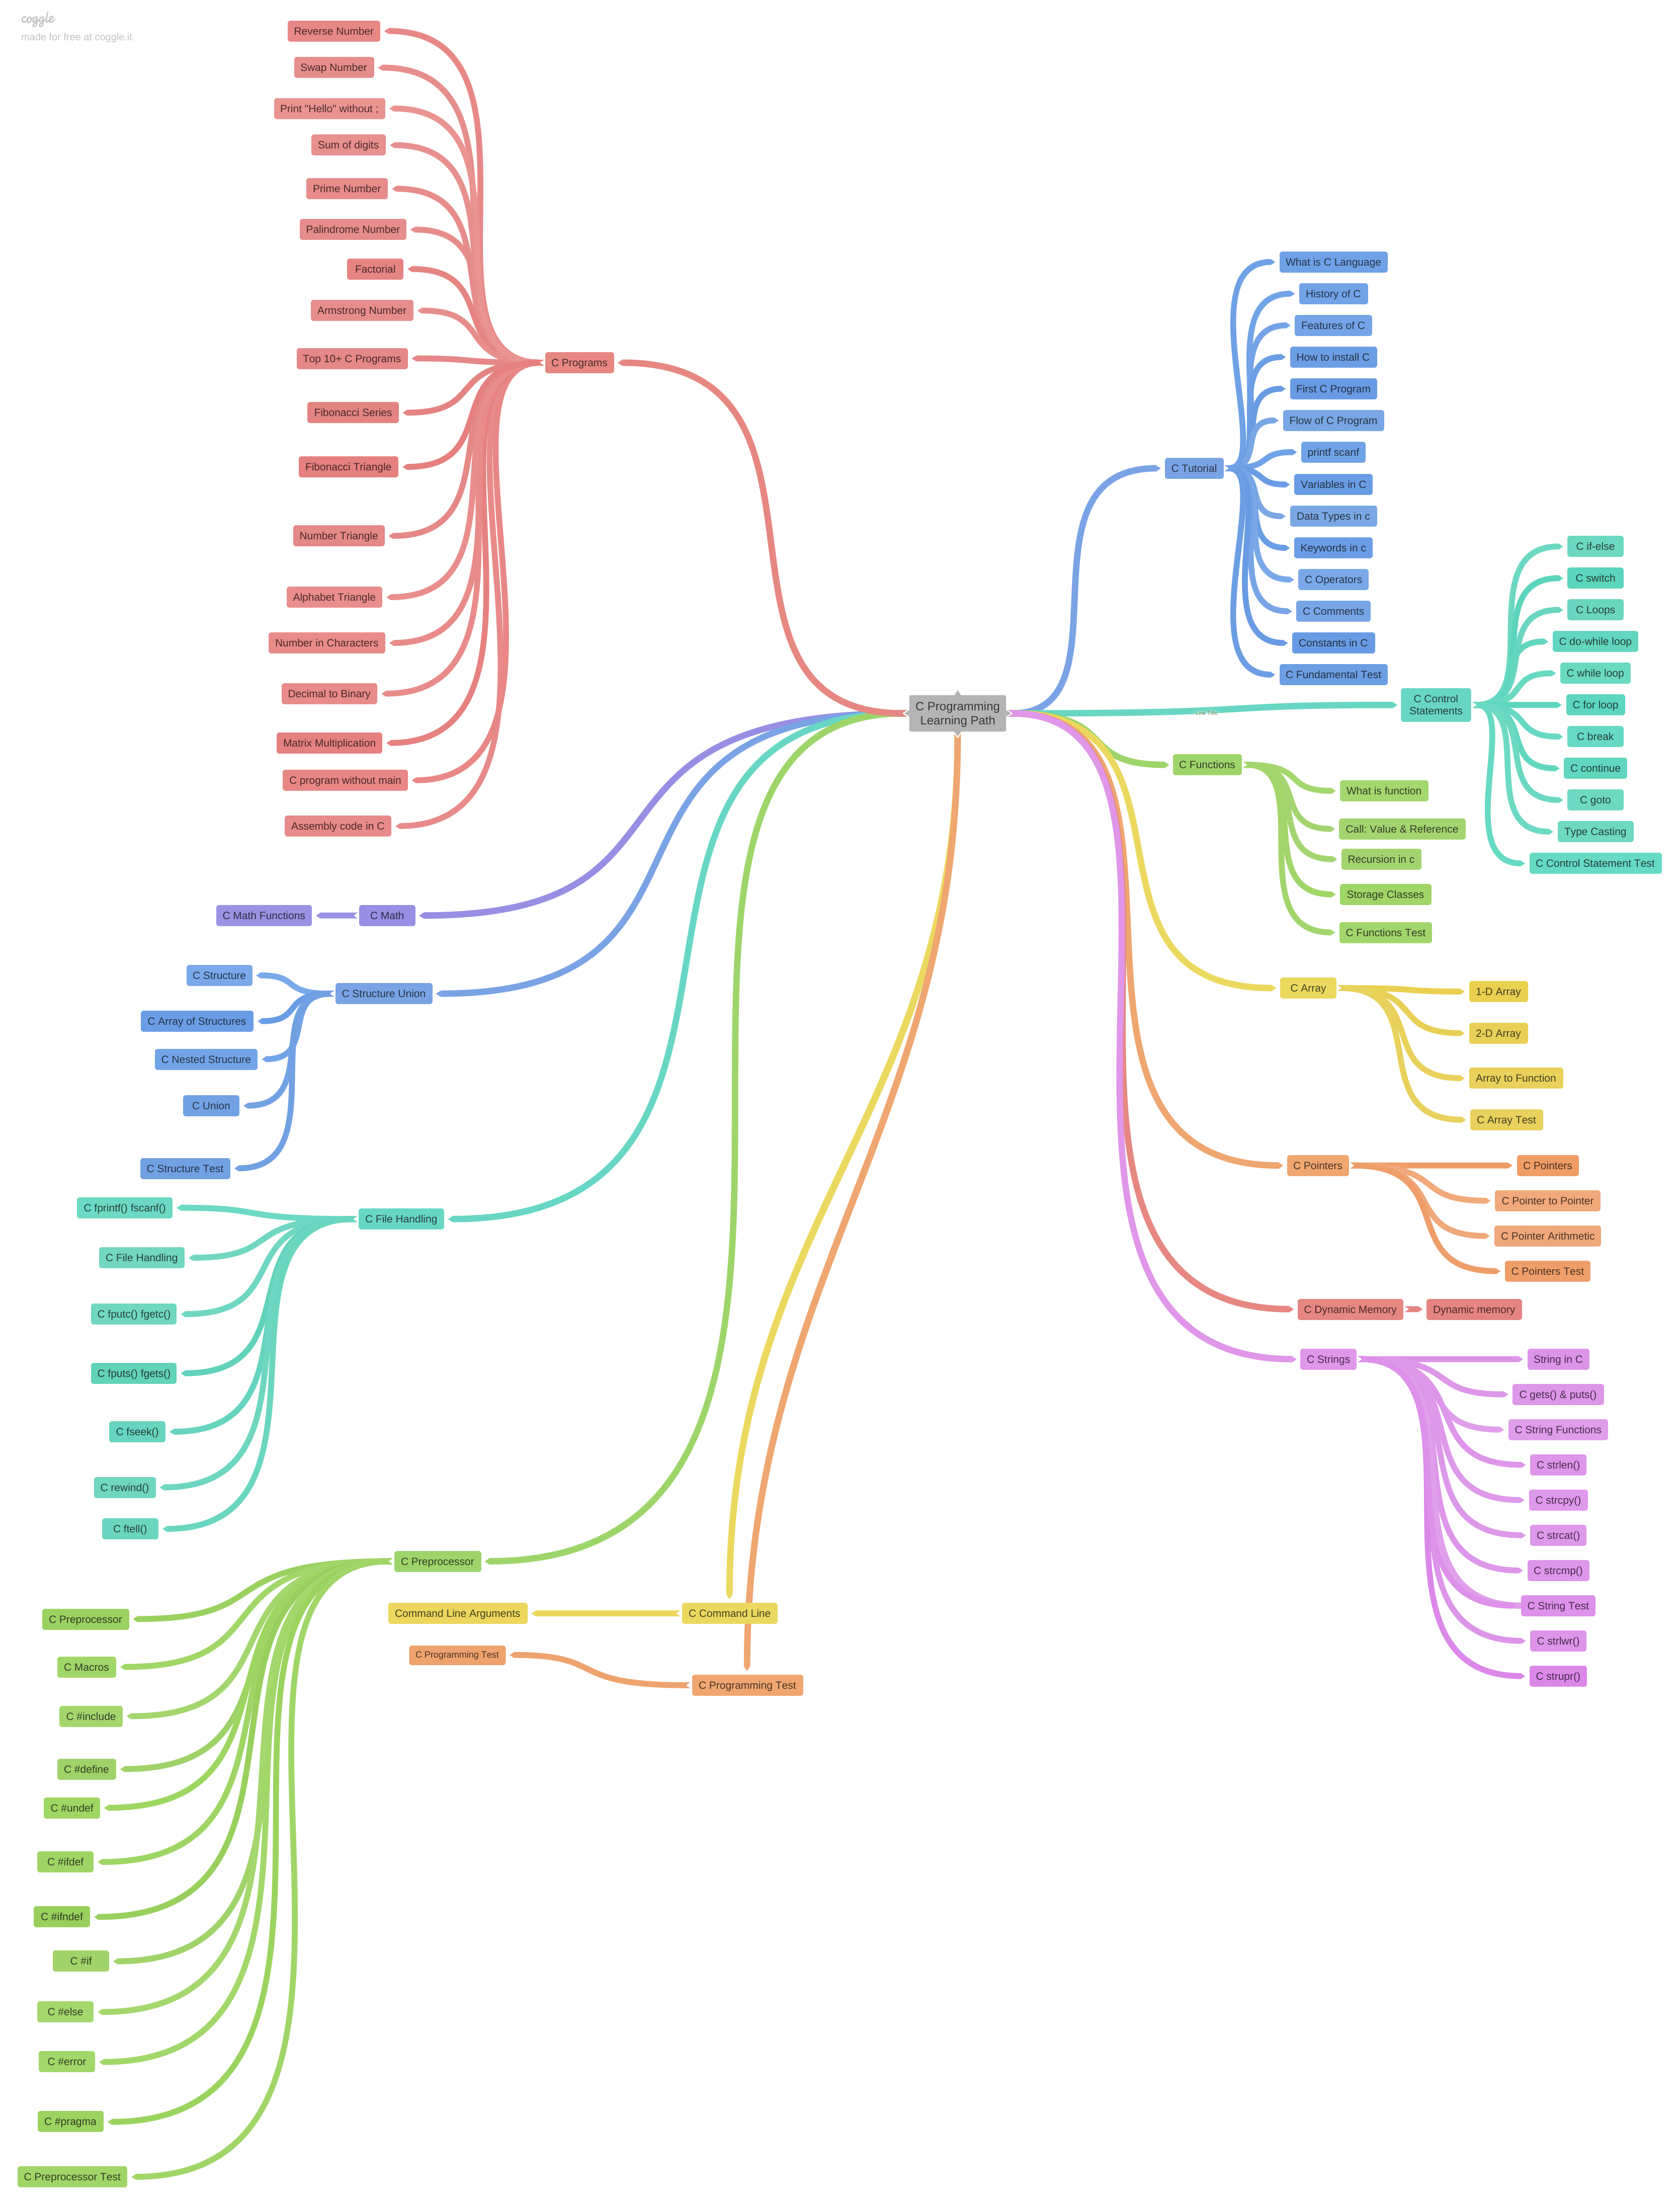 coggle
made for free at coggle.it
C Programming
Learning Path
C Tutorial
What is C Language
History of C
Features of C
How to install C
First C Program
Flow of C Program
printf scanf
Variables in C
Data Types in c
Keywords in c
C Operators
C Comments
Constants in C
C Fundamental Test
C Control
Statements
C if-else
C switch
C Loops
C do-while loop
C while loop
C for loop
C break
C continue
C goto
Type Casting
C Control Statement Test
C Functions
What is function
Call: Value & Reference
Recursion in c
Storage Classes
C Functions Test
C Array
1-D Array
2-D Array
Array to Function
C Array Test
C Pointers
C Pointers
C Pointer to Pointer
C Pointer Arithmetic
C Pointers Test
C Dynamic Memory
Dynamic memory
C Strings
String in C
C gets() & puts()
C String Functions
C strlen()
C strcpy()
C strcat()
C strcmp()
C String Test
C strlwr()
C strupr()
C Programs
Reverse Number
Swap Number
Print "Hello" without ;
Sum of digits
Prime Number
Palindrome Number
Factorial
Armstrong Number
Top 10+ C Programs
Fibonacci Series
Fibonacci Triangle
Number Triangle
Alphabet Triangle
Number in Characters
Decimal to Binary
Matrix Multiplication
C program without main
Assembly code in C
C Math
C Math Functions
C Structure Union
C Structure
C Array of Structures
C Nested Structure
C Union
C Structure Test
C File Handling
C fprintf() fscanf()
C File Handling
C fputc() fgetc()
C fputs() fgets()
C fseek()
C rewind()
C ftell()
C Preprocessor
C Preprocessor
C Macros
C #include
C #define
C #undef
C #ifdef
C #ifndef
C #if
C #else
C #error
C #pragma
C Preprocessor Test
C Command Line
Command Line Arguments
C Programming Test
C Programming Test